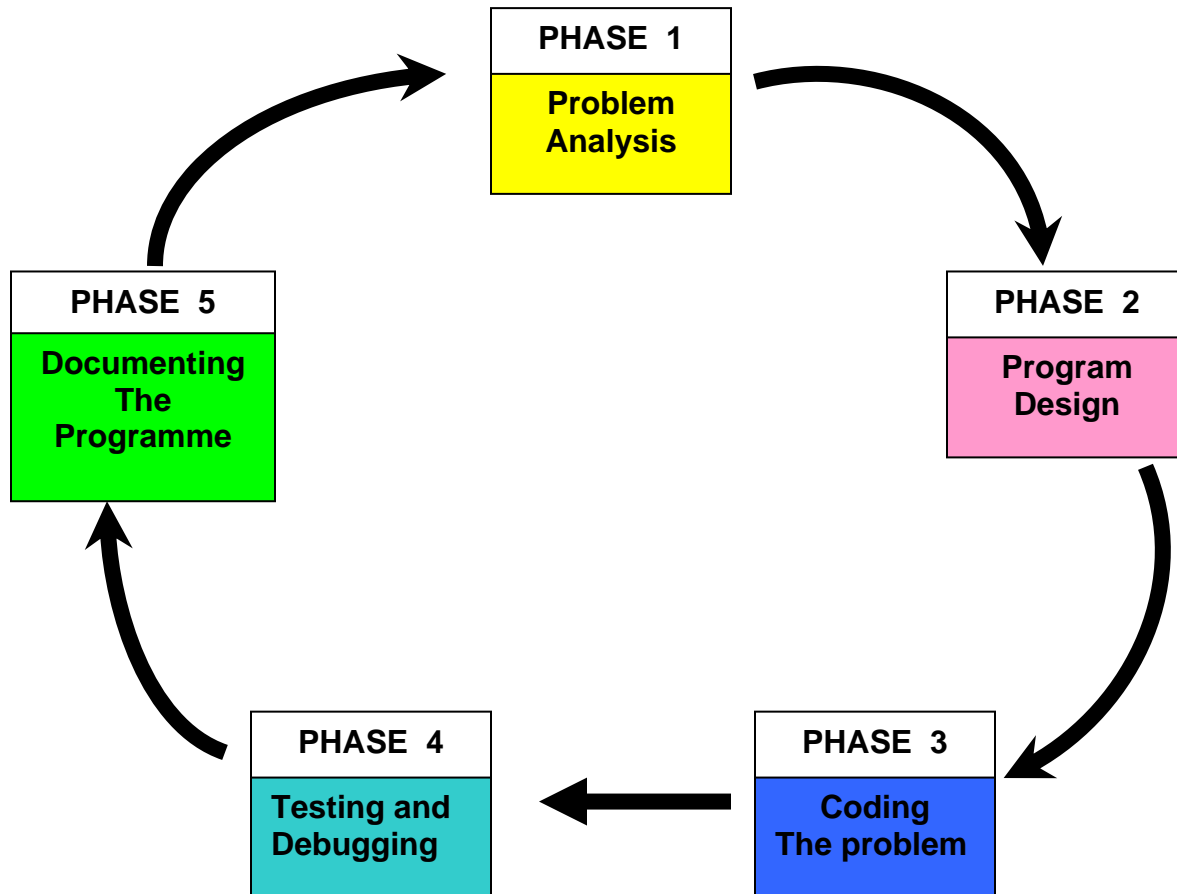 PHASE 1
Problem
Analysis
PHASE 2
Program
Design
PHASE 3
Coding
The problem
PHASE 4
Testing and
Debugging
PHASE 5
Documenting
The
Programme